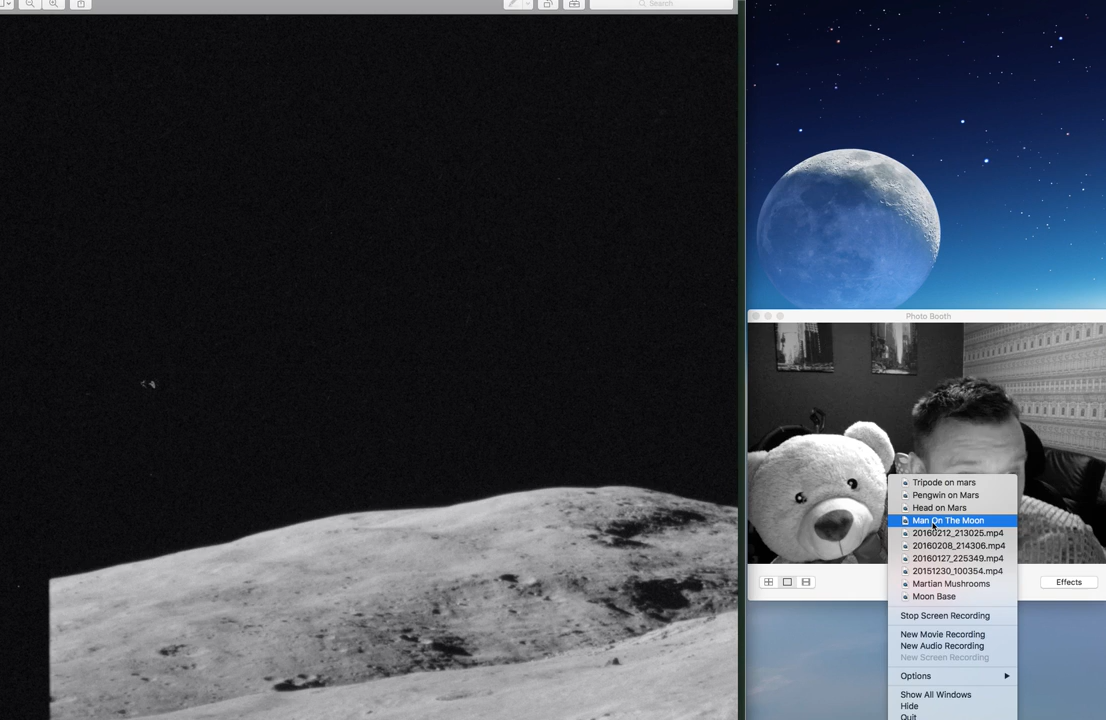 Search
Photo Booth
Tripode on mars
Pengwin on Mars
Head on Mars
Man On The Moon
20160212_213025.mp4
20160208_214306.mp4
20160127_225349.mp4
20151230_100354.mp4
Martian Mushrooms
Moon Base
Effects
Stop Screen Recording
New Movie Recording
New Audio Recording
New Screen Recording
Options
Show All Windows
Hide
Quit